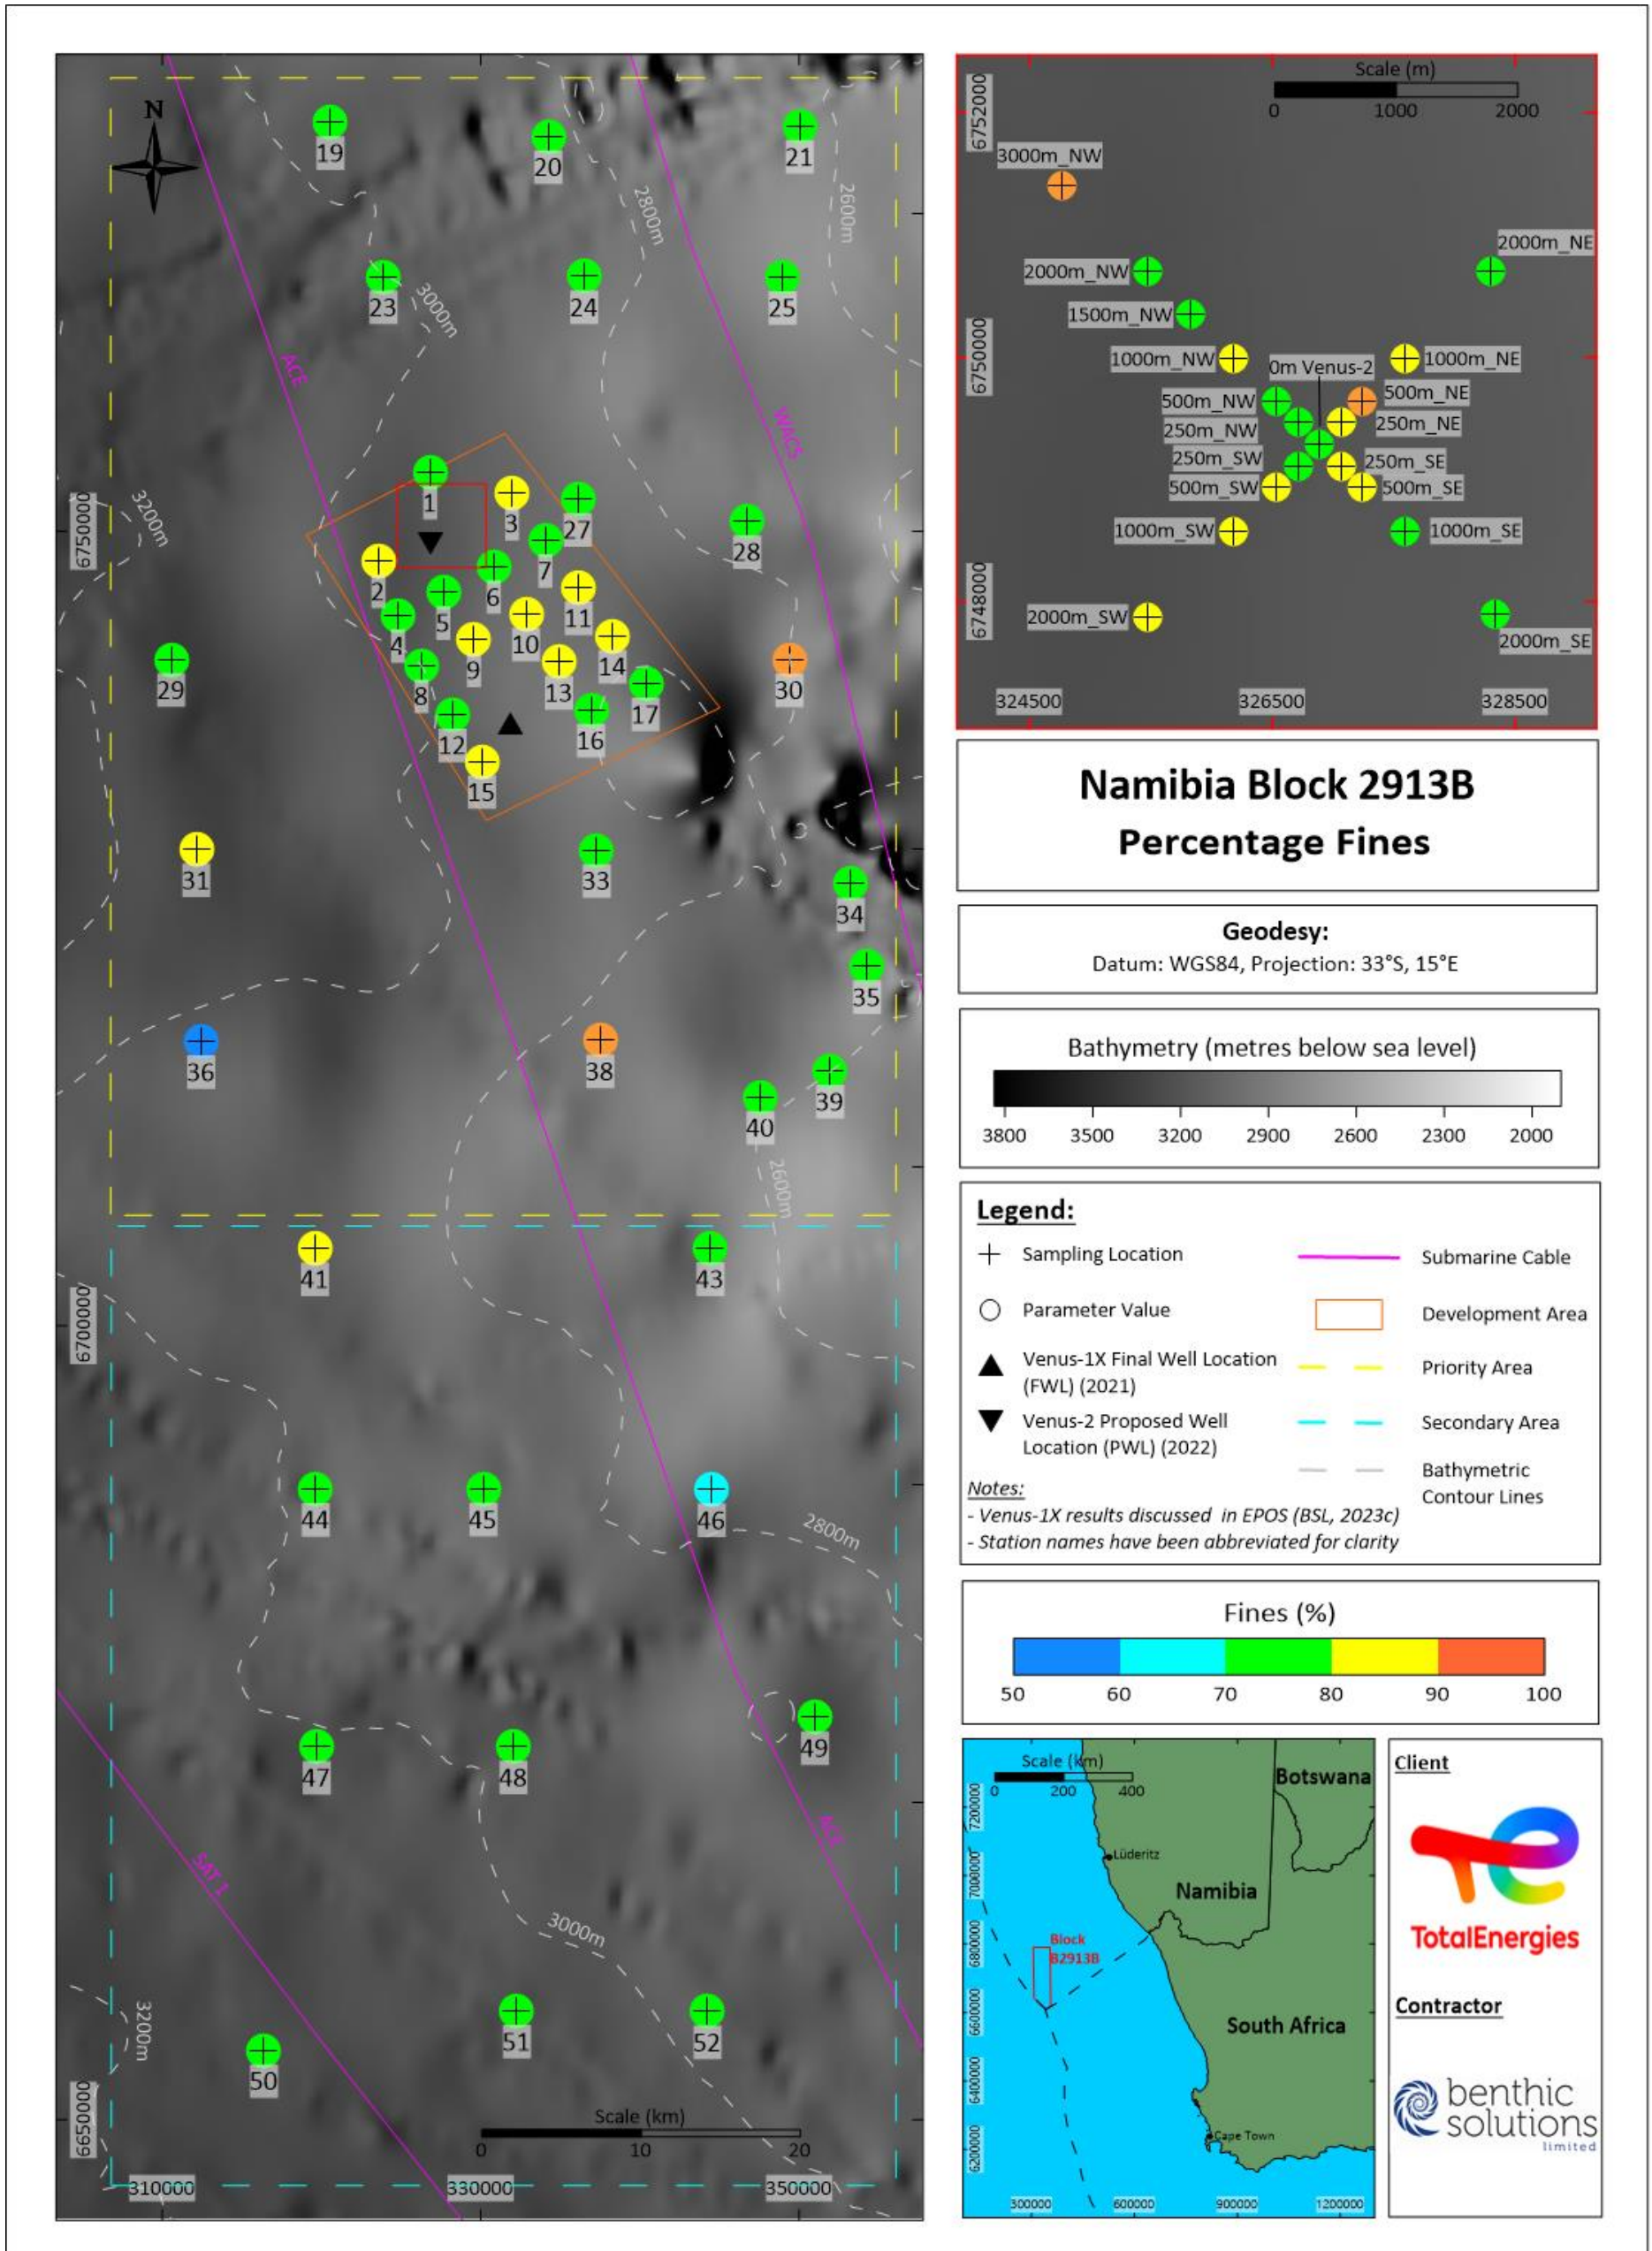 N
19
20
21
2800m
2600m
23
24
25
3000m
ACE
WACS
6750000
3200m
1
3
27
28
2
7
6
5
11
4
10
9
14
29
8
13
30
17
12
16
15
31
33
34
35
36
38
39
40
2600m
41
43
6700000
44
45
46
2800m
47
48
49
ACE
SAT 1
3000m
3200m
51
52
50
6650000
Scale (km)
0 10 20
310000 330000 350000
Scale (m)
0 1000 2000
6752000
3000m_NW
2000m_NE
2000m_NW
1500m_NW
6750000
1000m_NW
1000m_NE
0m Venus-2
500m_NW
500m_NE
250m_NW
250m_NE
250m_SW
250m_SE
500m_SW
500m_SE
1000m_SW
1000m_SE
6748000
2000m_SW
2000m_SE
324500 326500 328500
Namibia Block 2913B
Percentage Fines
Geodesy:
Datum: WGS84, Projection: 33°S, 15°E
Bathymetry (metres below sea level)
3800 3500 3200 2900 2600 2300 2000
Legend:
Sampling Location
Submarine Cable
Parameter Value
Development Area
Venus-1X Final Well Location
(FWL) (2021)
Priority Area
Venus-2 Proposed Well
Location (PWL) (2022)
Secondary Area
Bathymetric
Contour Lines
Notes:
- Venus-1X results discussed in EPOS (BSL, 2023c)
- Station names have been abbreviated for clarity
Fines (%)
50 60 70 80 90 100
Scale (km)
0 200 400
Botswana
7200000
Lüderitz
7000000
Namibia
Block
B2913B
6800000
6600000
South Africa
6400000
Cape Town
6200000
300000 600000 900000 1200000
Client
TotalEnergies
Contractor
benthic
solutions
limited